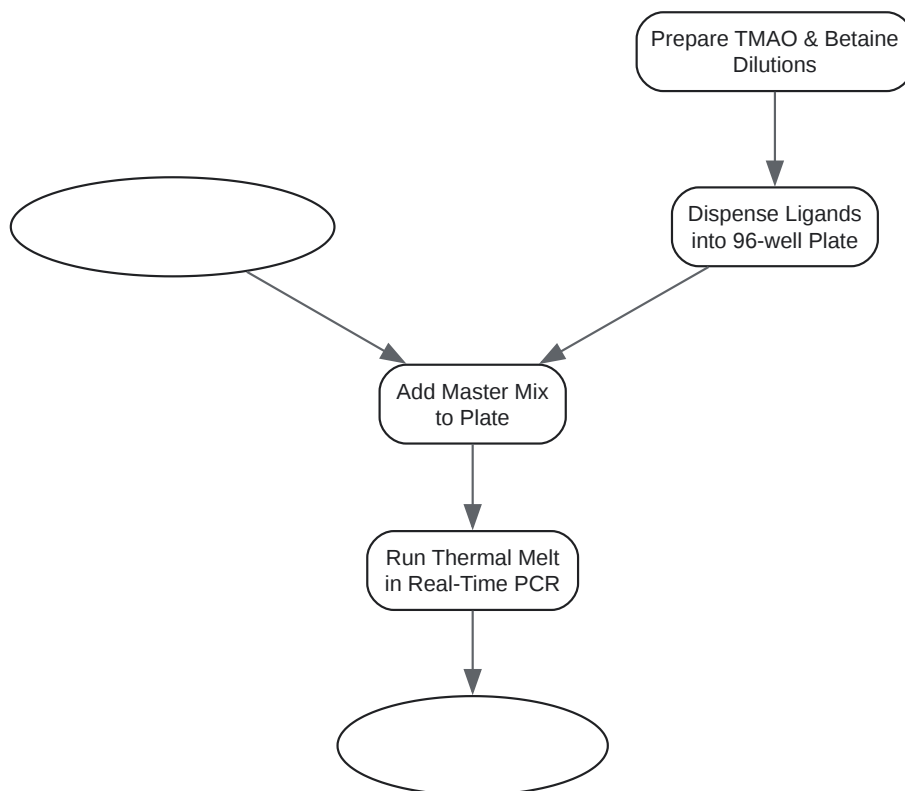 Prepare TMAO & Betaine
Dilutions
Dispense Ligands
into 96-well Plate
Add Master Mix
to Plate
Run Thermal Melt
in Real-Time PCR